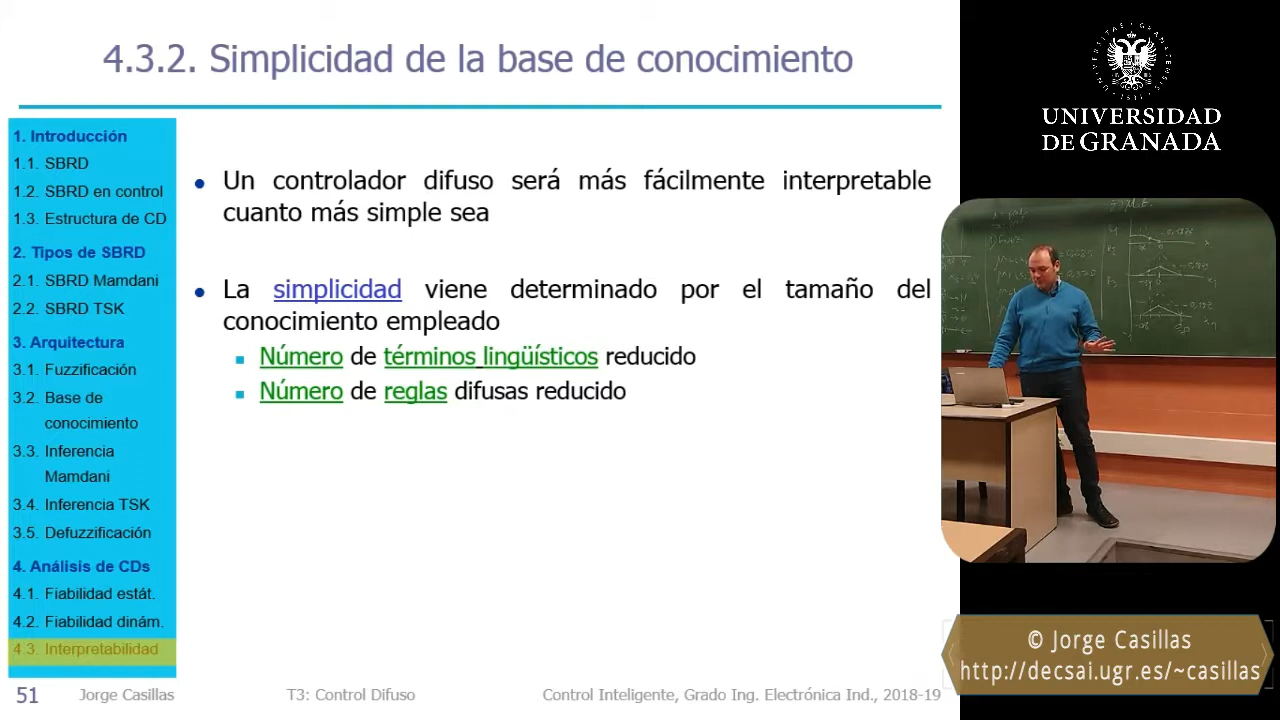 4.3.2. Simplicidad de la base de conocimiento
1. Introducción
1.1. SBRD
1.2. SBRD en control
1.3. Estructura de CD
2. Tipos de SBRD
2.1. SBRD Mamdani
2.2. SBRD TSK
3. Arquitectura
3.1. Fuzzificación
3.2. Base de
conocimiento
3.3. Inferencia
Mamdani
3.4. Inferencia TSK
3.5. Defuzzificación
4. Análisis de CDs
4.1. Fiabilidad estát.
4.2. Fiabilidad dinám.
4.3. Interpretabilidad
• Un controlador difuso será más fácilmente interpretable
cuanto más simple sea
• La simplicidad viene determinado por el tamaño del
conocimiento empleado
▪ Número de términos lingüísticos reducido
▪ Número de reglas difusas reducido
51 Jorge Casillas T3: Control Difuso Control Inteligente, Grado Ing. Electrónica Ind., 2018-19
UNIVERSIDAD
DE GRANADA
© Jorge Casillas
http://decsai.ugr.es/~casillas